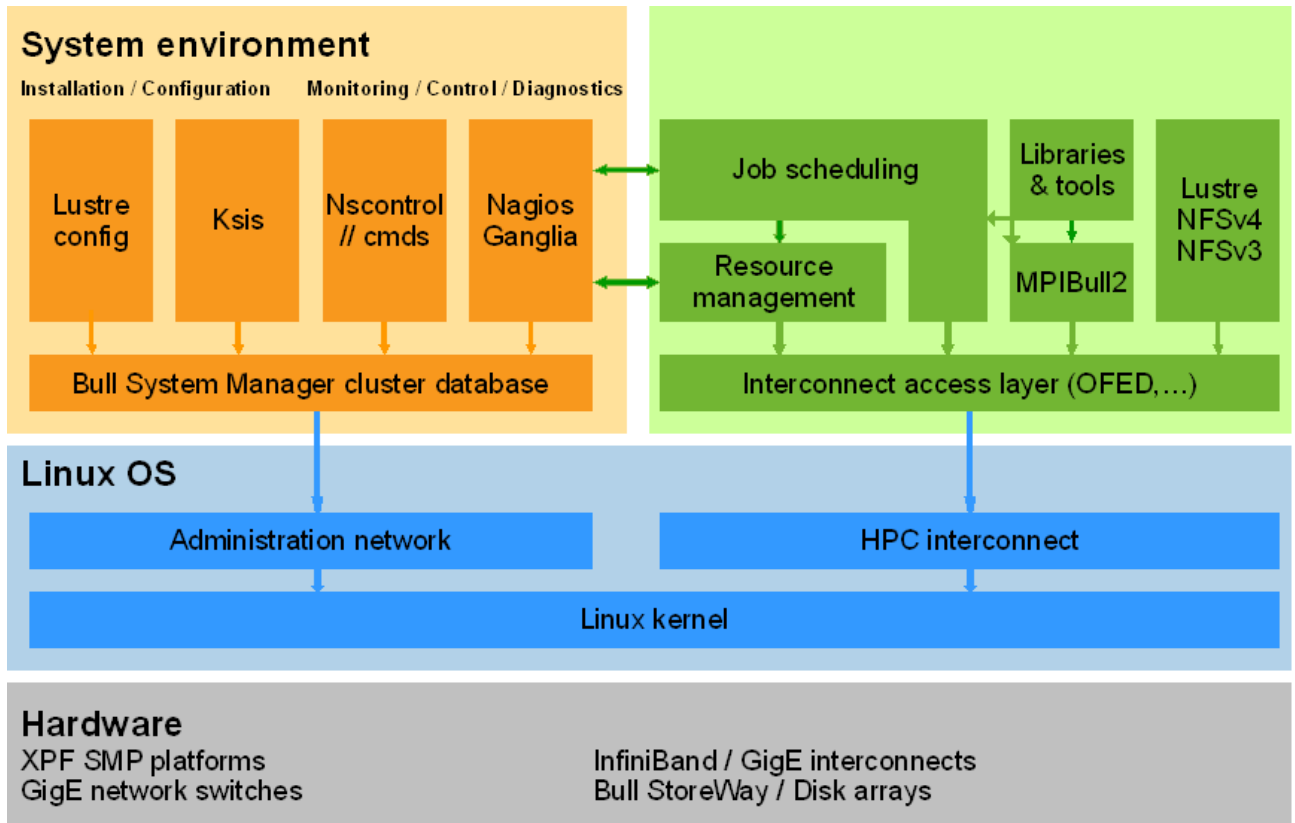 System environment
Installation / Configuration
Monitoring / Control / Diagnostics
Lustre
config
Ksis
Nscontrol
// cmds
Nagios
Ganglia
Job scheduling
Libraries
& tools
Lustre
NFSv4
NFSv3
Resource
management
MPIBull2
Bull System Manager cluster database
Interconnect access layer (OFED,...)
Linux OS
Administration network
HPC interconnect
Linux kernel
Hardware
XPF SMP platforms
GigE network switches
InfiniBand / GigE interconnects
Bull StoreWay / Disk arrays